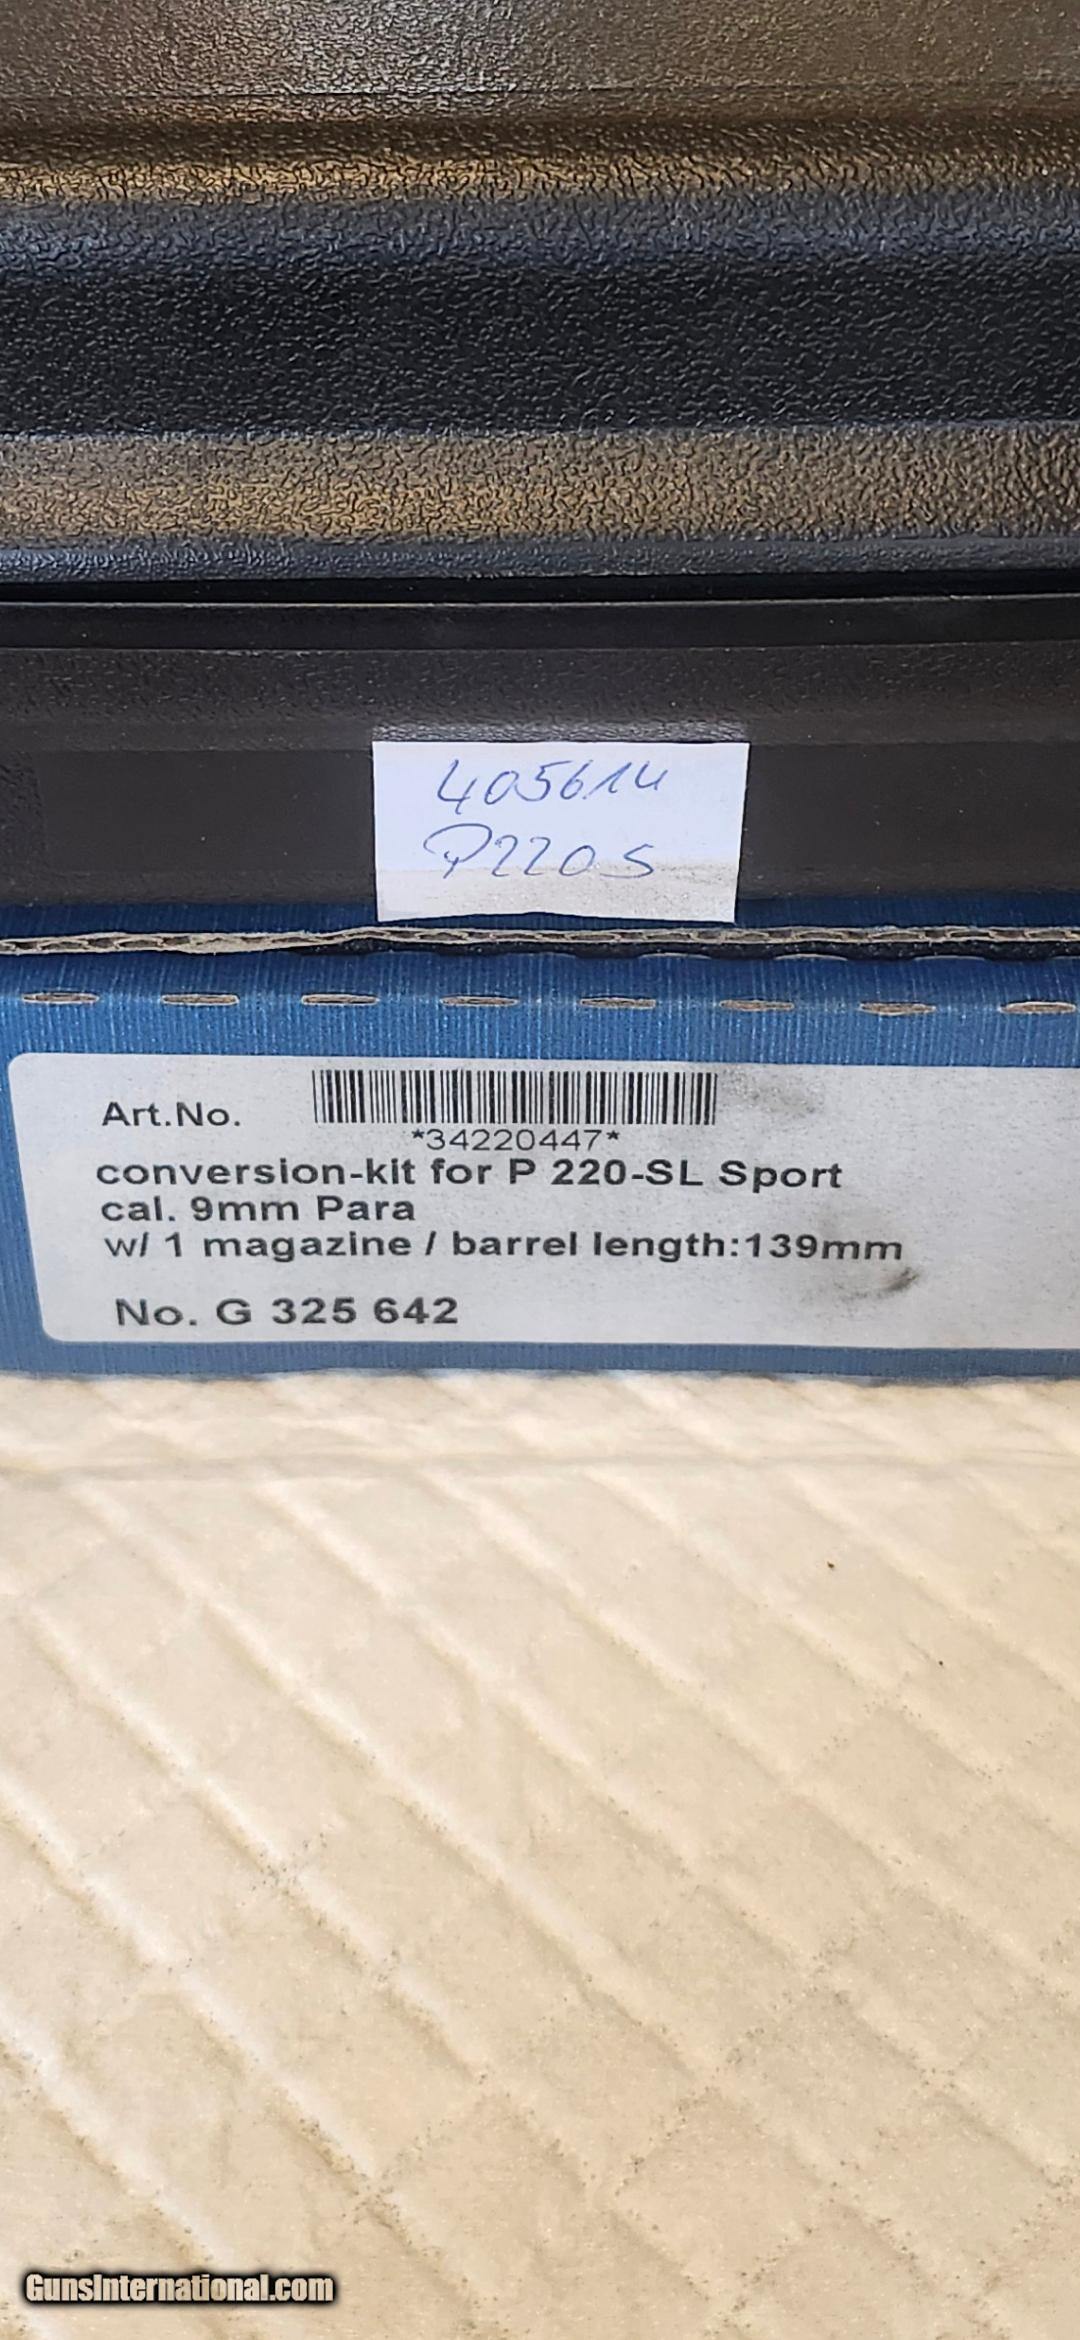 405614
P220S
Art.No.
*34220447*
conversion-kit for P 220-SL Sport
cal. 9mm Para
w/ 1 magazine / barrel length:139mm
No. G 325 642
GunsInternational.com